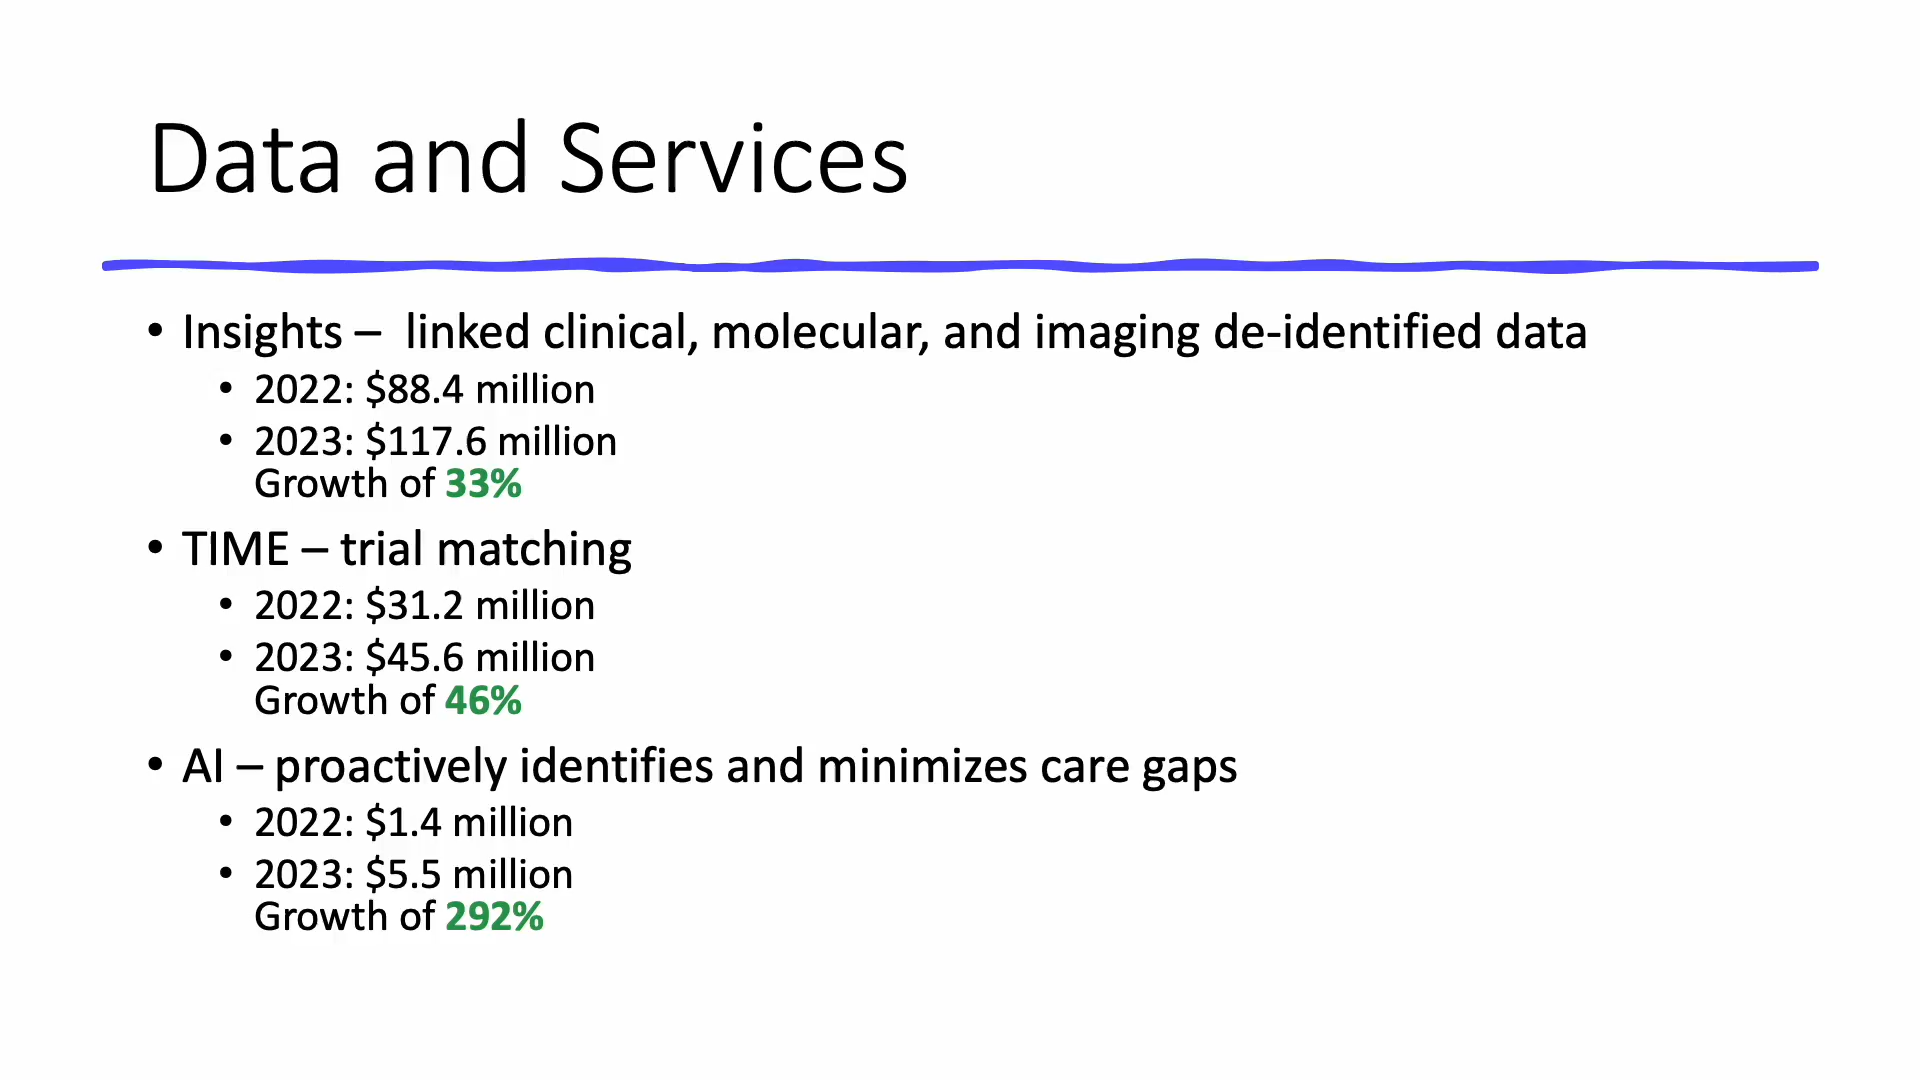 Data and Services
• Insights –  linked clinical, molecular, and imaging de-identified data
• 2022: $88.4 million
• 2023: $117.6 million
Growth of 33%
• TIME – trial matching
• 2022: $31.2 million
• 2023: $45.6 million
Growth of 46%
• AI – proactively identifies and minimizes care gaps
• 2022: $1.4 million
• 2023: $5.5 million
Growth of 292%